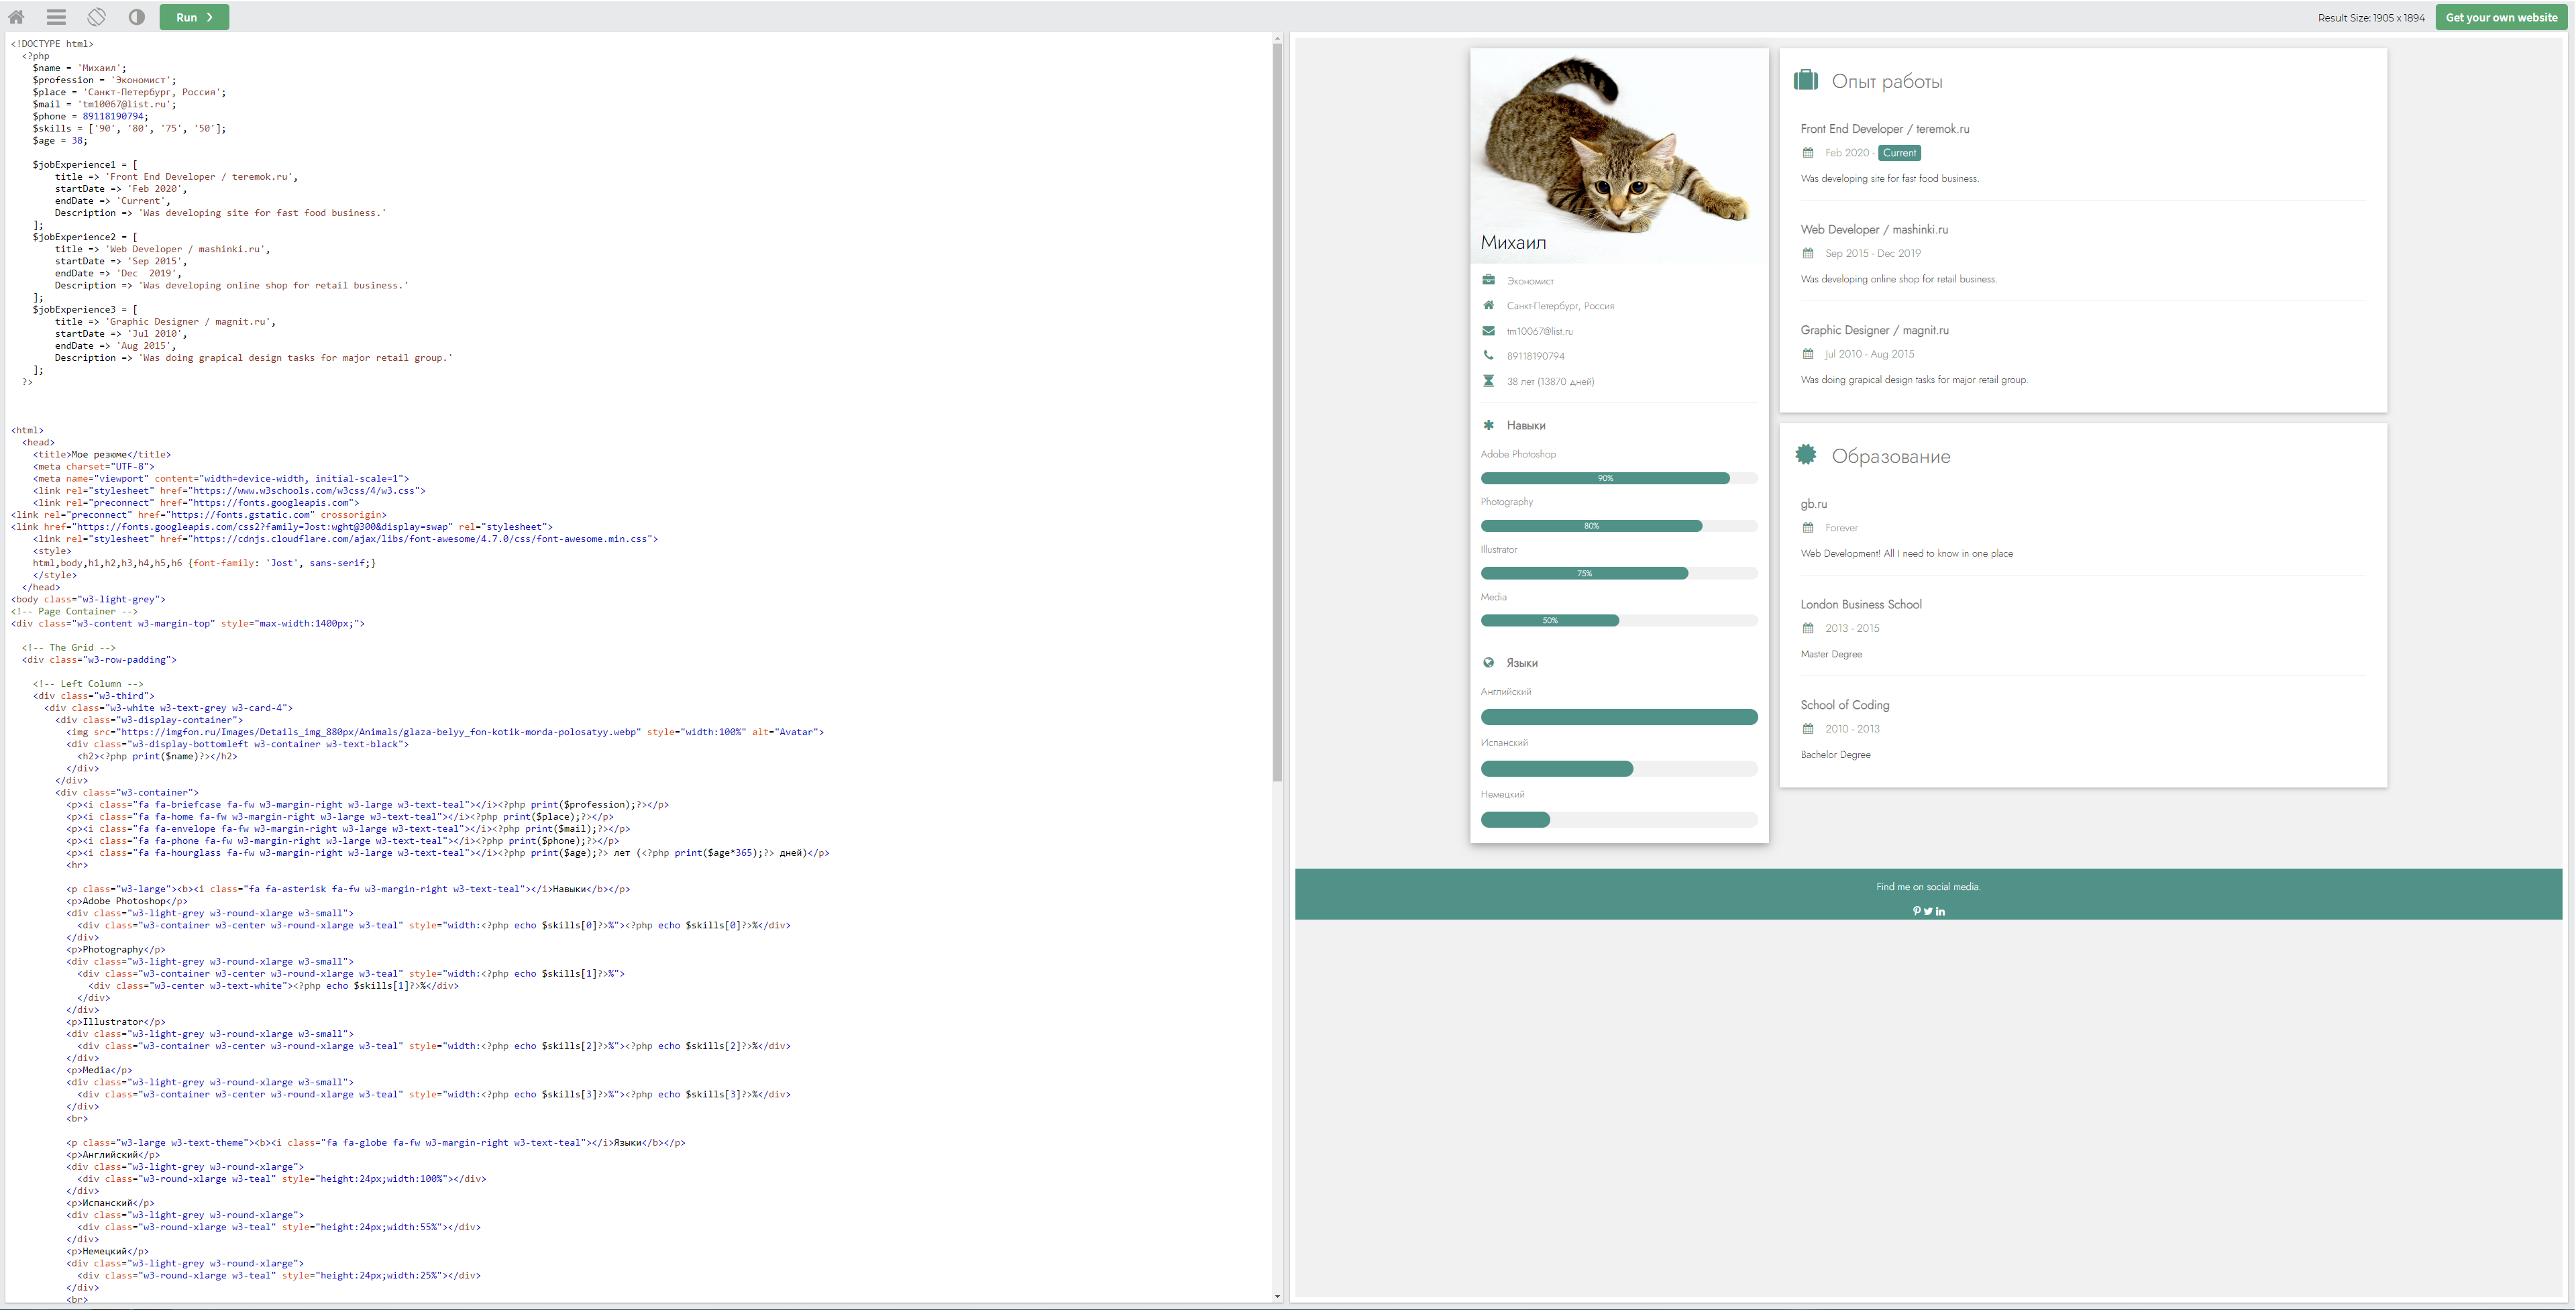 Run ❯
Result Size: 1905 x 1894
Get your own website
<!DOCTYPE html>
<?php
$name = 'Михаил';
$profession = 'Экономист';
$place = 'Санкт-Петербург, Россия';
$mail = 'tm10067@list.ru';
$phone = 89118190794;
$skills = ['90', '80', '75', '50'];
$age = 38;
$jobExperience1 = [
title => 'Front End Developer / teremok.ru',
startDate => 'Feb 2020',
endDate => 'Current',
Description => 'Was developing site for fast food business.'
];
$jobExperience2 = [
title => 'Web Developer / mashinki.ru',
startDate => 'Sep 2015',
endDate => 'Dec  2019',
Description => 'Was developing online shop for retail business.'
];
$jobExperience3 = [
title => 'Graphic Designer / magnit.ru',
startDate => 'Jul 2010',
endDate => 'Aug 2015',
Description => 'Was doing grapical design tasks for major retail group.'
];
?>
<html>
<head>
<title>Мое резюме</title>
<meta charset="UTF-8">
<meta name="viewport" content="width=device-width, initial-scale=1">
<link rel="stylesheet" href="https://www.w3schools.com/w3css/4/w3.css">
<link rel="preconnect" href="https://fonts.googleapis.com">
<link rel="preconnect" href="https://fonts.gstatic.com" crossorigin>
<link href="https://fonts.googleapis.com/css2?family=Jost:wght@300&display=swap" rel="stylesheet">
<link rel="stylesheet" href="https://cdnjs.cloudflare.com/ajax/libs/font-awesome/4.7.0/css/font-awesome.min.css">
<style>
html,body,h1,h2,h3,h4,h5,h6 {font-family: 'Jost', sans-serif;}
</style>
</head>
<body class="w3-light-grey">
<!-- Page Container -->
<div class="w3-content w3-margin-top" style="max-width:1400px;">
<!-- The Grid -->
<div class="w3-row-padding">
<!-- Left Column -->
<div class="w3-third">
<div class="w3-white w3-text-grey w3-card-4">
<div class="w3-display-container">
<img src="https://imgfon.ru/Images/Details_img_880px/Animals/glaza-belyy_fon-kotik-morda-polosatyy.webp" style="width:100%" alt="Avatar">
<div class="w3-display-bottomleft w3-container w3-text-black">
<h2><?php print($name)?></h2>
</div>
</div>
<div class="w3-container">
<p><i class="fa fa-briefcase fa-fw w3-margin-right w3-large w3-text-teal"></i><?php print($profession);?></p>
<p><i class="fa fa-home fa-fw w3-margin-right w3-large w3-text-teal"></i><?php print($place);?></p>
<p><i class="fa fa-envelope fa-fw w3-margin-right w3-large w3-text-teal"></i><?php print($mail);?></p>
<p><i class="fa fa-phone fa-fw w3-margin-right w3-large w3-text-teal"></i><?php print($phone);?></p>
<p><i class="fa fa-hourglass fa-fw w3-margin-right w3-large w3-text-teal"></i><?php print($age);?> лет (<?php print($age*365);?> дней)</p>
<hr>
<p class="w3-large"><b><i class="fa fa-asterisk fa-fw w3-margin-right w3-text-teal"></i>Навыки</b></p>
<p>Adobe Photoshop</p>
<div class="w3-light-grey w3-round-xlarge w3-small">
<div class="w3-container w3-center w3-round-xlarge w3-teal" style="width:<?php echo $skills[0]?>%"><?php echo $skills[0]?>%</div>
</div>
<p>Photography</p>
<div class="w3-light-grey w3-round-xlarge w3-small">
<div class="w3-container w3-center w3-round-xlarge w3-teal" style="width:<?php echo $skills[1]?>%">
<div class="w3-center w3-text-white"><?php echo $skills[1]?>%</div>
</div>
</div>
<p>Illustrator</p>
<div class="w3-light-grey w3-round-xlarge w3-small">
<div class="w3-container w3-center w3-round-xlarge w3-teal" style="width:<?php echo $skills[2]?>%"><?php echo $skills[2]?>%</div>
</div>
<p>Media</p>
<div class="w3-light-grey w3-round-xlarge w3-small">
<div class="w3-container w3-center w3-round-xlarge w3-teal" style="width:<?php echo $skills[3]?>%"><?php echo $skills[3]?>%</div>
</div>
<br>
<p class="w3-large w3-text-theme"><b><i class="fa fa-globe fa-fw w3-margin-right w3-text-teal"></i>Языки</b></p>
<p>Английский</p>
<div class="w3-light-grey w3-round-xlarge">
<div class="w3-round-xlarge w3-teal" style="height:24px;width:100%"></div>
</div>
<p>Испанский</p>
<div class="w3-light-grey w3-round-xlarge">
<div class="w3-round-xlarge w3-teal" style="height:24px;width:55%"></div>
</div>
<p>Немецкий</p>
<div class="w3-light-grey w3-round-xlarge">
<div class="w3-round-xlarge w3-teal" style="height:24px;width:25%"></div>
</div>
<br>
Михаил
Экономист
Санкт-Петербург, Россия
tm10067@list.ru
89118190794
38 лет (13870 дней)
Навыки
Adobe Photoshop
90%
Photography
80%
Illustrator
75%
Media
50%
Языки
Английский
Испанский
Немецкий
Опыт работы
Front End Developer / teremok.ru
Feb 2020 - Current
Was developing site for fast food business.
Web Developer / mashinki.ru
Sep 2015 - Dec 2019
Was developing online shop for retail business.
Graphic Designer / magnit.ru
Jul 2010 - Aug 2015
Was doing grapical design tasks for major retail group.
Образование
gb.ru
Forever
Web Development! All I need to know in one place
London Business School
2013 - 2015
Master Degree
School of Coding
2010 - 2013
Bachelor Degree
Find me on social media.